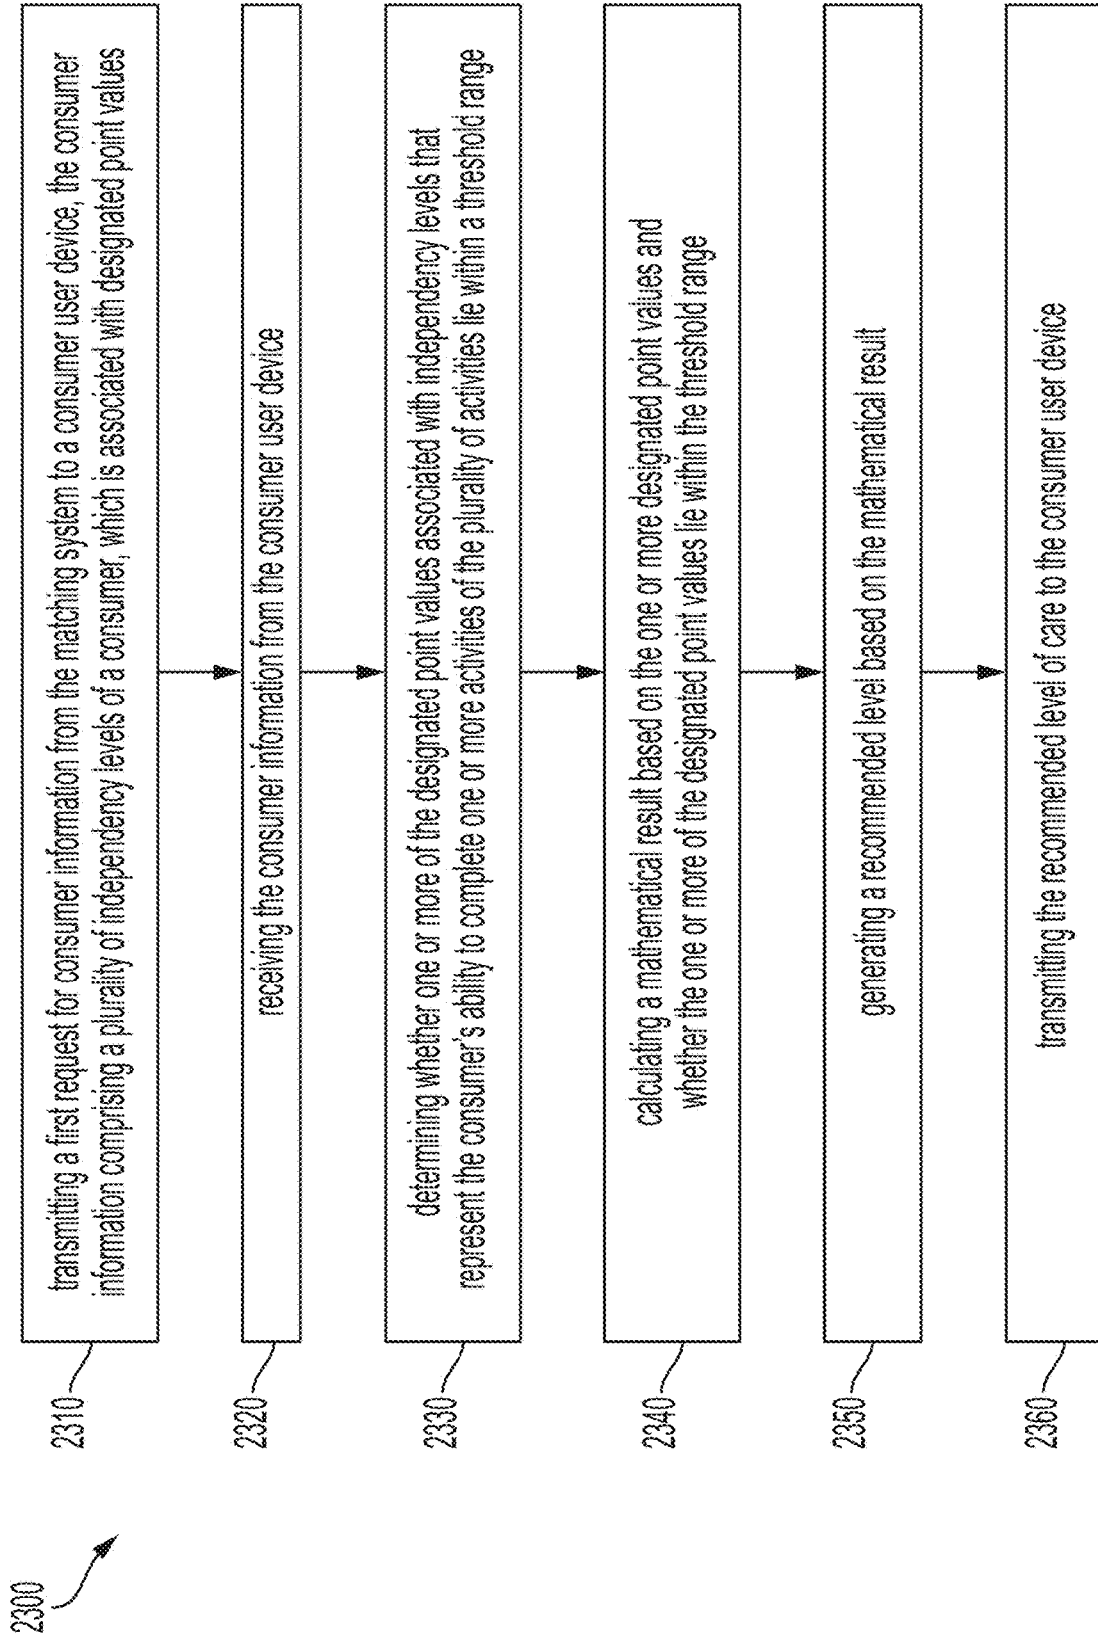 2300
2310
transmitting a first request for consumer information from the matching system to a consumer user device, the consumer
information comprising a plurality of independency levels of a consumer, which is associated with designated point values
2320
receiving the consumer information from the consumer user device
2330
determining whether one or more of the designated point values associated with independency levels that
represent the consumer's ability to complete one or more activities of the plurality of activities lie within a threshold range
2340
calculating a mathematical result based on the one or more designated point values and
whether the one or more of the designated point values lie within the threshold range
2350
generating a recommended level based on the mathematical result
2360
transmitting the recommended level of care to the consumer user device